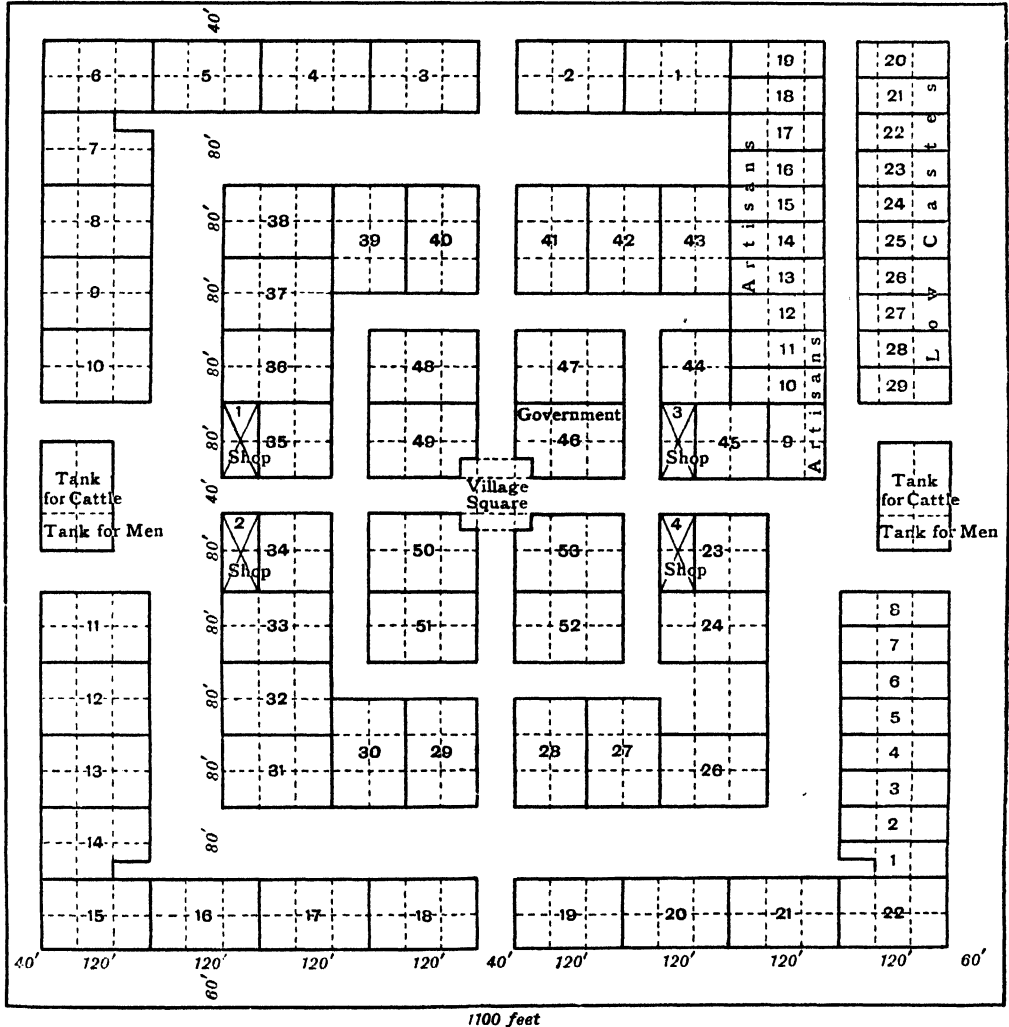 40'
6 5 4 3 2 1 19 20
18 21
17 22
7 80'
16 23
15 24
8 80' 38 39 40 41 42 43 14 25
13 26
9 80' 37
12 27
11 28
10 80' 36 48 47 44
10 29
Artisans
Artisans
Low Castes
1 3
Government
80' 35 49 46 45 9
Shop Shop
Tank
for Cattle
Tank for Men
40'
Village
Square
Tank
for Cattle
Tank for Men
2 4
80' 34 50 53 23
Shop Shop
8
11 80' 33 51 52 24
7
6
12 80' 32
5
4
13 80' 31 30 29 28 27 26
3
2
14 80'
1
15 16 17 18 19 20 21 22
40' 120' 120' 120' 120' 40' 120' 120' 120' 120' 60'
60'
1100 feet